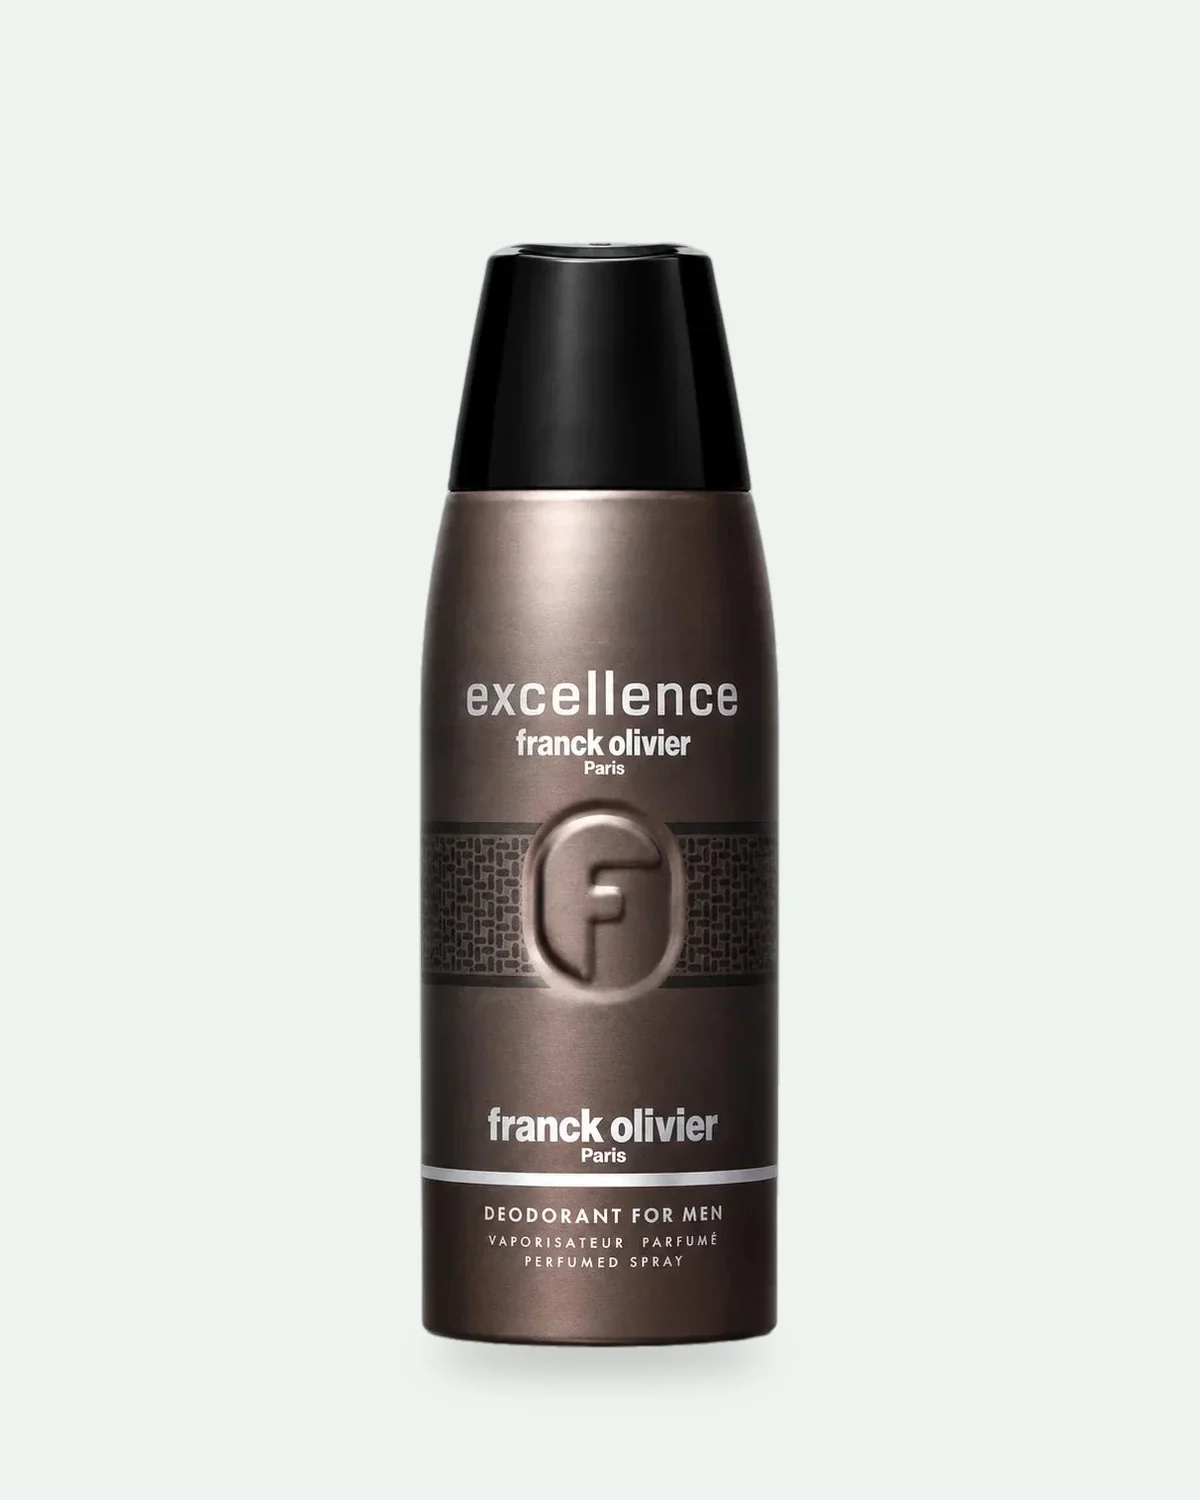 excellence
franck olivier
Paris
F
franck olivier
Paris
DEODORANT FOR MEN
VAPORISATEUR PARFUMÉ
PERFUMED SPRAY